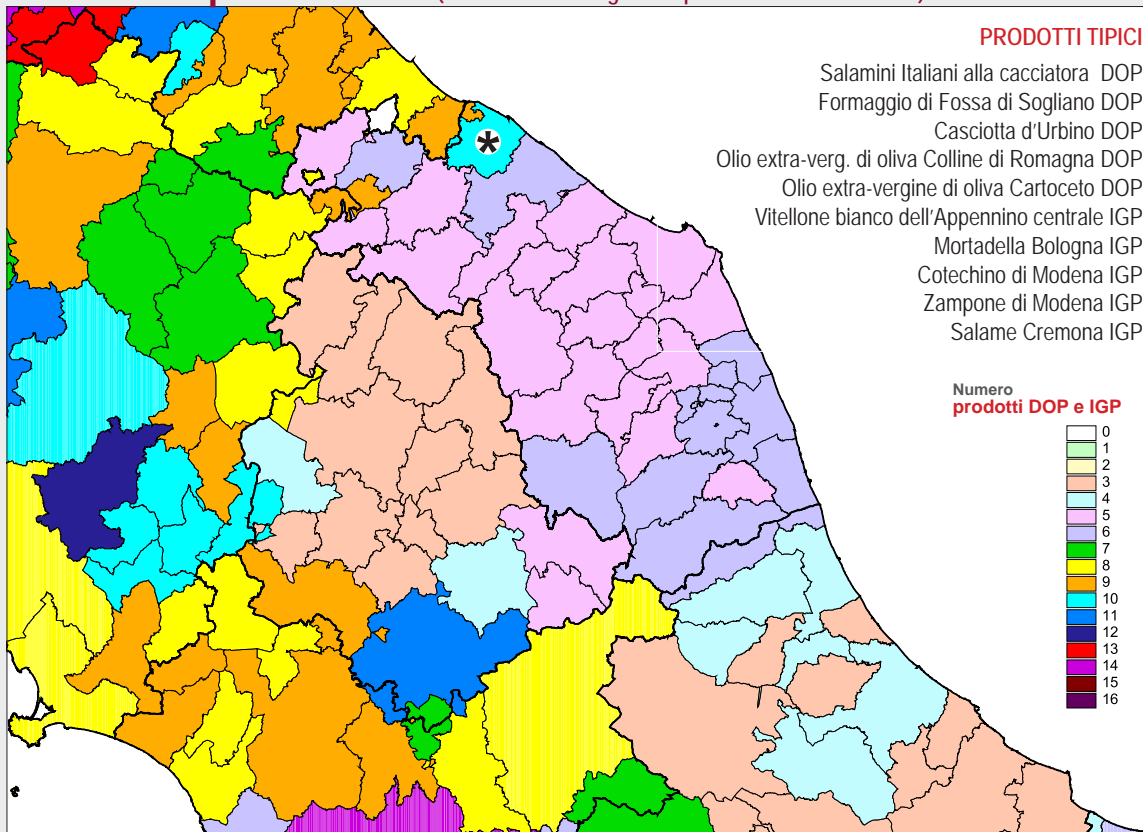 PRODOTTI TIPICI
Salamini Italiani alla cacciatora DOP
Formaggio di Fossa di Sogliano DOP
Casciotta d'Urbino DOP
Olio extra-verg. di oliva Colline di Romagna DOP
Olio extra-vergine di oliva Cartoceto DOP
Vitellone bianco dell'Appennino centrale IGP
Mortadella Bologna IGP
Cotechino di Modena IGP
Zampone di Modena IGP
Salame Cremona IGP
Numero
prodotti DOP e IGP
0
1
2
3
4
5
6
7
8
9
10
11
12
13
14
15
16
*